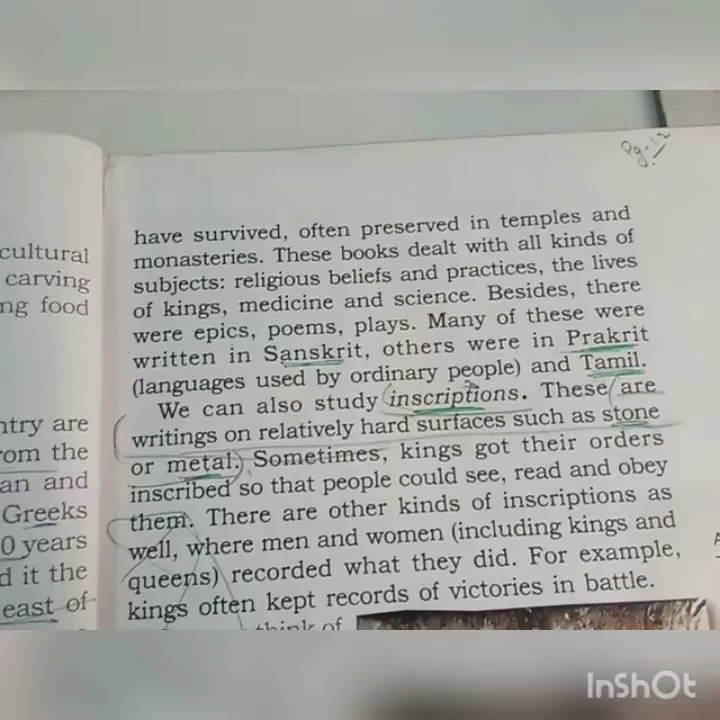 Pg-12
cultural
carving
ng food
ntry are
rom the
an and
Greeks
0 years
d it the
east of
have survived, often preserved in temples and
monasteries. These books dealt with all kinds of
subjects: religious beliefs and practices, the lives
of kings, medicine and science. Besides, there
were epics, poems, plays. Many of these were
written in Sanskrit, others were in Prakrit
(languages used by ordinary people) and Tamil.
We can also study inscriptions. These are
writings on relatively hard surfaces such as stone
or metal. Sometimes, kings got their orders
inscribed so that people could see, read and obey
them. There are other kinds of inscriptions as
well, where men and women (including kings and
queens) recorded what they did. For example,
kings often kept records of victories in battle.
think of
InShOt